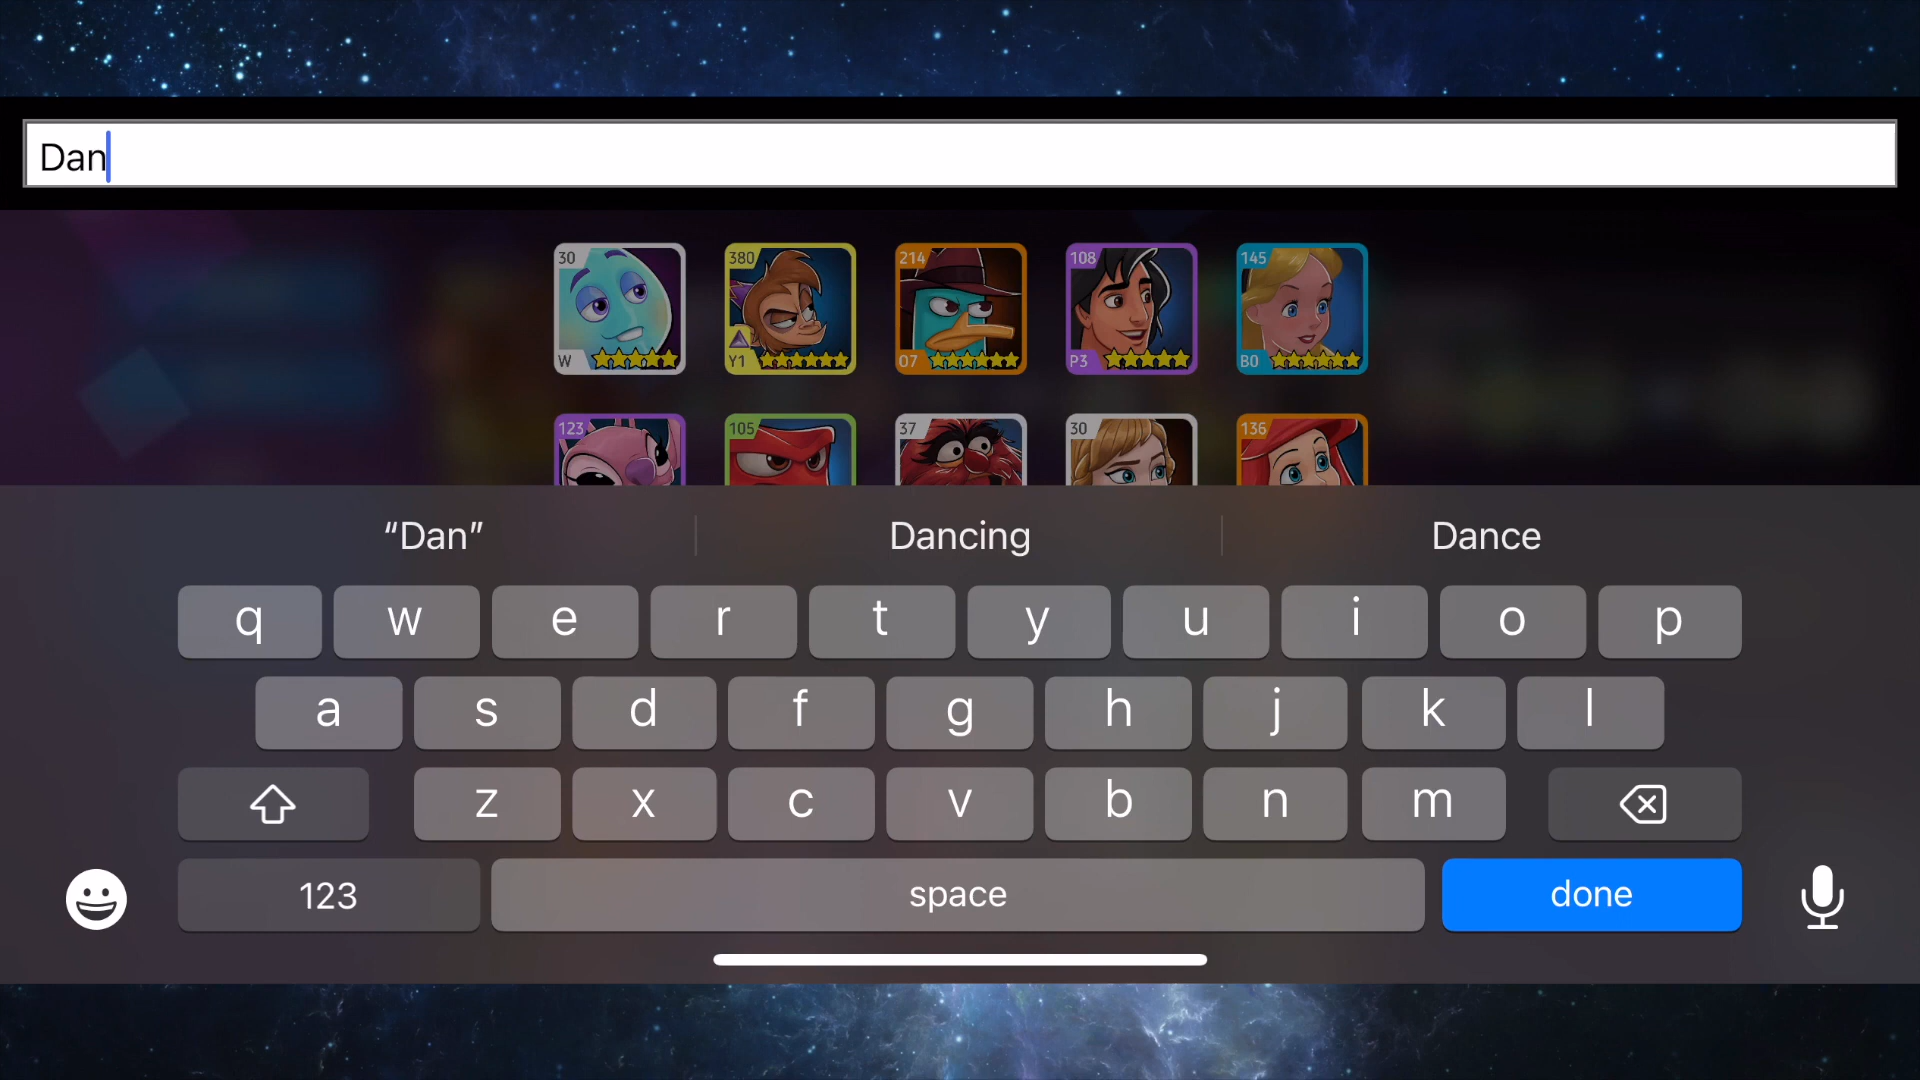 Dan
30 380 214 108 145
W Y1 O7 P3 B0
123 105 37 30 136
“Dan” Dancing Dance
q w e r t y u i o p
a s d f g h j k l
z x c v b n m
123 space done